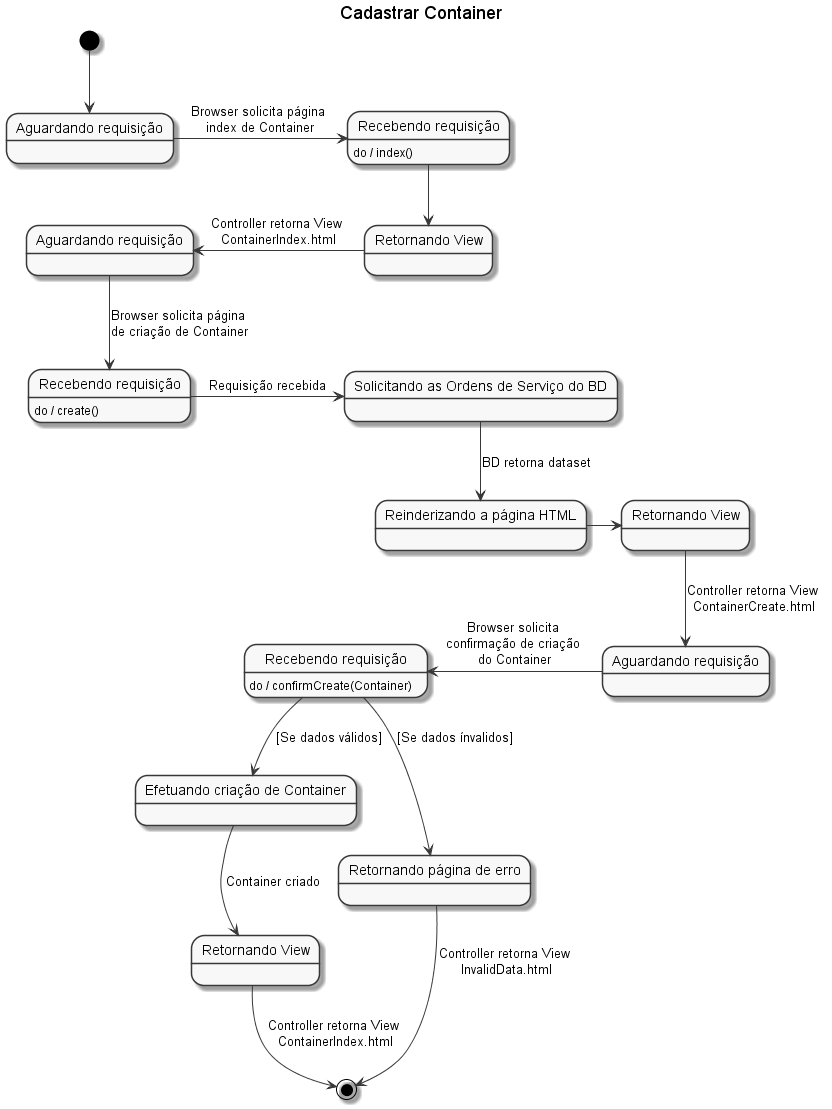 Cadastrar Container
Aguardando requisição
Browser solicita página
index de Container
Recebendo requisição
do / index()
Retornando View
Controller retorna View
ContainerIndex.html
Aguardando requisição
Browser solicita página
de criação de Container
Recebendo requisição
do / create()
Requisição recebida
Solicitando as Ordens de Serviço do BD
BD retorna dataset
Reinderizando a página HTML
Retornando View
Controller retorna View
ContainerCreate.html
Aguardando requisição
Browser solicita
confirmação de criação
do Container
Recebendo requisição
do / confirmCreate(Container)
[Se dados válidos]
[Se dados ínvalidos]
Efetuando criação de Container
Retornando página de erro
Container criado
Retornando View
Controller retorna View
InvalidData.html
Controller retorna View
ContainerIndex.html